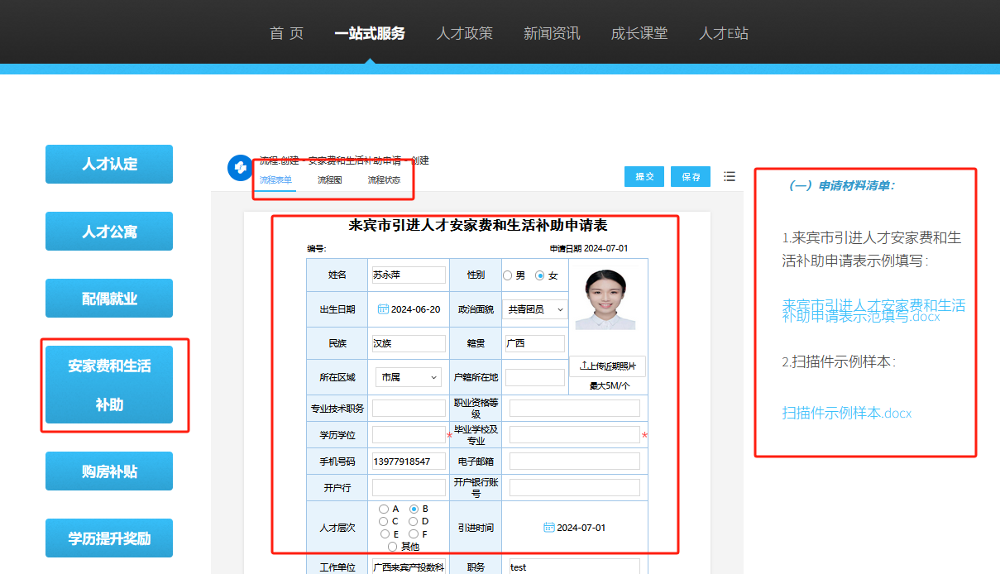 首 页 一站式服务 人才政策 新闻资讯 成长课堂 人才E站
人才认定
人才公寓
配偶就业
安家费和生活
补助
购房补贴
学历提升奖励
流程:创建 - 安家费和生活补助申请 - 创建
流程表单 流程图 流程状态
提交 保存
来宾市引进人才安家费和生活补助申请表
编号: 申请日期 2024-07-01
姓名 苏永萍 性别 男 女
出生日期 2024-06-20 政治面貌 共青团员
民族 汉族 籍贯 广西
上传近期照片
最大5M/个
所在区域 市属 户籍所在地
专业技术职务 职业资格等
级
学历学位 * 毕业学校及
专业 *
手机号码 13977918547 电子邮箱
开户行 开户银行账
号
人才层次 A B
C D
E F
其他
引进时间 2024-07-01
工作单位 广西来宾产投数科 职务 test
（一）申请材料清单：
1.来宾市引进人才安家费和生
活补助申请表示例填写：
来宾市引进人才安家费和生活
补助申请表示范填写.docx
2.扫描件示例样本：
扫描件示例样本.docx